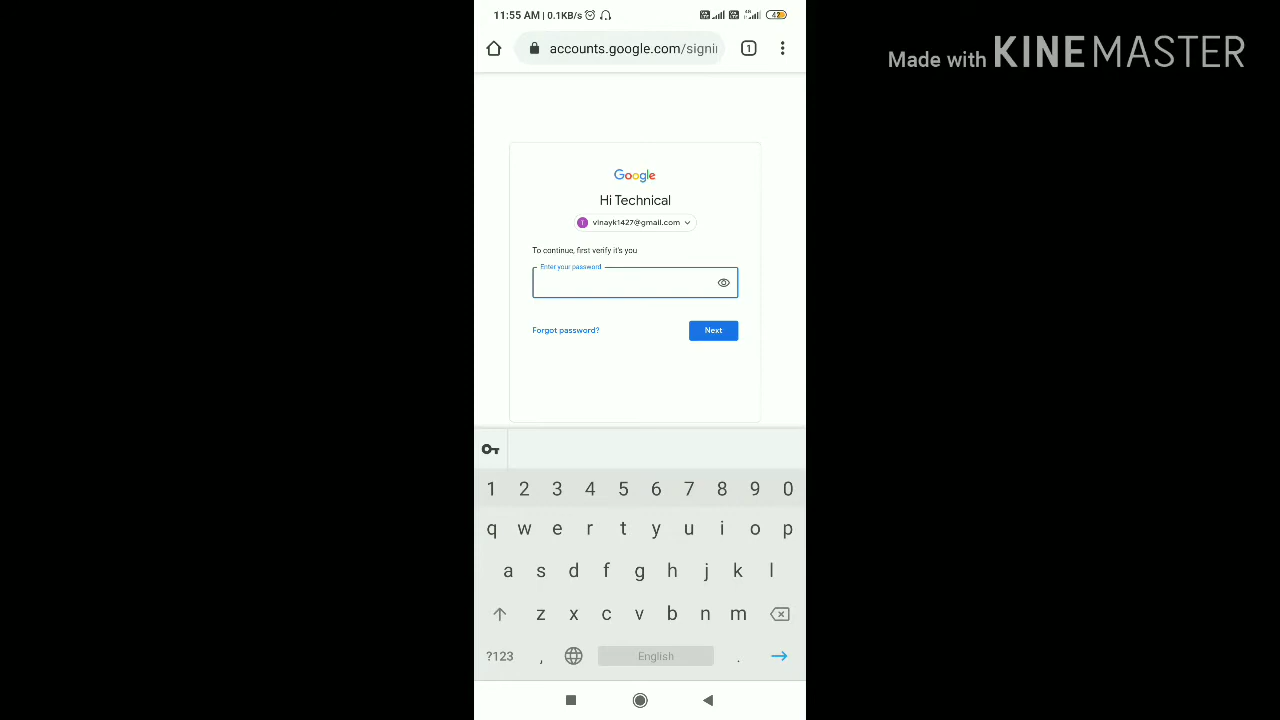 11:55 AM | 0.1KB/s
4G
42
accounts.google.com/signi
1
Made with KINEMASTER
Google
Hi Technical
T vinayk1427@gmail.com
To continue, first verify it's you
Enter your password
Forgot password? Next
1 2 3 4 5 6 7 8 9 0
q w e r t y u i o p
a s d f g h j k l
z x c v b n m
?123 , English .